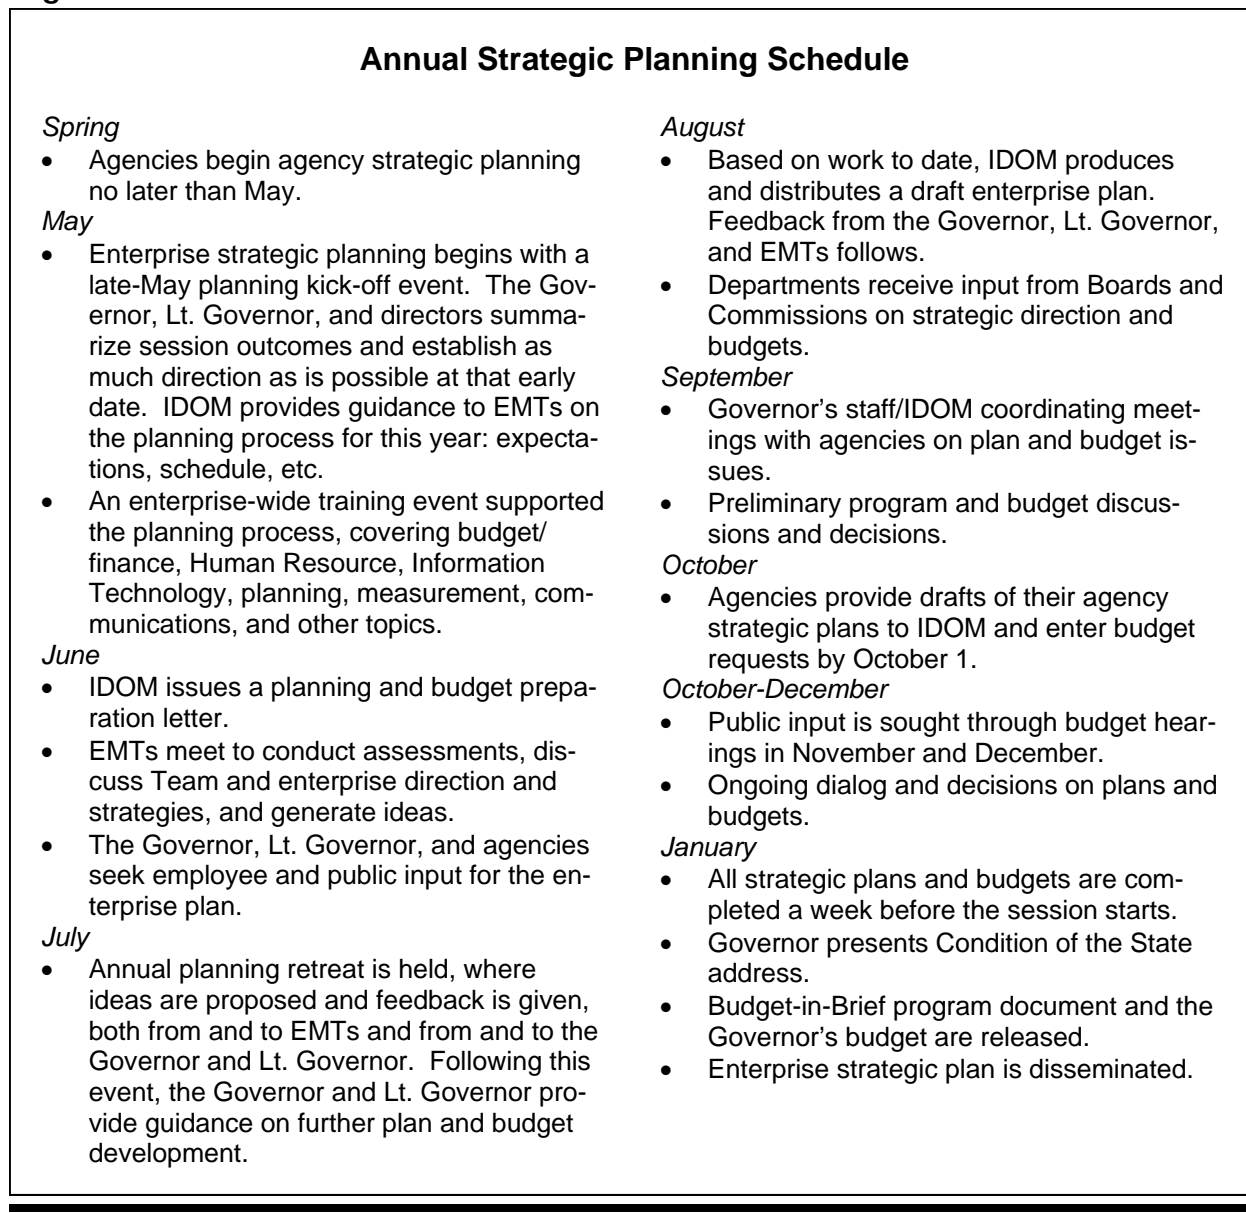 Annual Strategic Planning Schedule
Spring
• Agencies begin agency strategic planning
no later than May.
May
• Enterprise strategic planning begins with a
late-May planning kick-off event.  The Gov-
ernor, Lt. Governor, and directors summa-
rize session outcomes and establish as
much direction as is possible at that early
date.  IDOM provides guidance to EMTs on
the planning process for this year: expecta-
tions, schedule, etc.
• An enterprise-wide training event supported
the planning process, covering budget/
finance, Human Resource, Information
Technology, planning, measurement, com-
munications, and other topics.
June
• IDOM issues a planning and budget prepa-
ration letter.
• EMTs meet to conduct assessments, dis-
cuss Team and enterprise direction and
strategies, and generate ideas.
• The Governor, Lt. Governor, and agencies
seek employee and public input for the en-
terprise plan.
July
• Annual planning retreat is held, where
ideas are proposed and feedback is given,
both from and to EMTs and from and to the
Governor and Lt. Governor.  Following this
event, the Governor and Lt. Governor pro-
vide guidance on further plan and budget
development.
August
• Based on work to date, IDOM produces
and distributes a draft enterprise plan.
Feedback from the Governor, Lt. Governor,
and EMTs follows.
• Departments receive input from Boards and
Commissions on strategic direction and
budgets.
September
• Governor’s staff/IDOM coordinating meet-
ings with agencies on plan and budget is-
sues.
• Preliminary program and budget discus-
sions and decisions.
October
• Agencies provide drafts of their agency
strategic plans to IDOM and enter budget
requests by October 1.
October-December
• Public input is sought through budget hear-
ings in November and December.
• Ongoing dialog and decisions on plans and
budgets.
January
• All strategic plans and budgets are com-
pleted a week before the session starts.
• Governor presents Condition of the State
address.
• Budget-in-Brief program document and the
Governor’s budget are released.
• Enterprise strategic plan is disseminated.